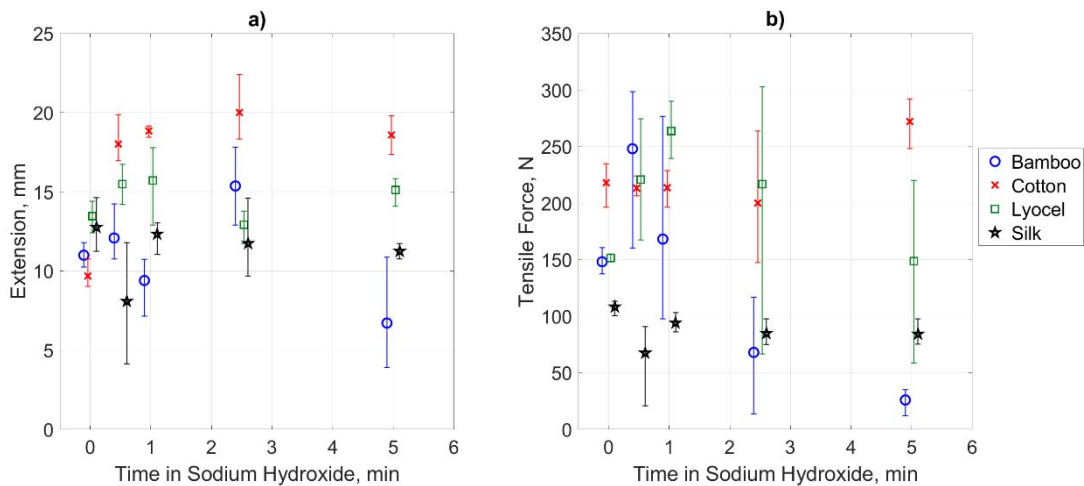 a)
25
20
15
10
5
0
Extension, mm
0 1 2 3 4 5 6
Time in Sodium Hydroxide, min
b)
350
300
250
200
150
100
50
0
Tensile Force, N
0 1 2 3 4 5 6
Time in Sodium Hydroxide, min
Bamboo
Cotton
Lyocel
Silk